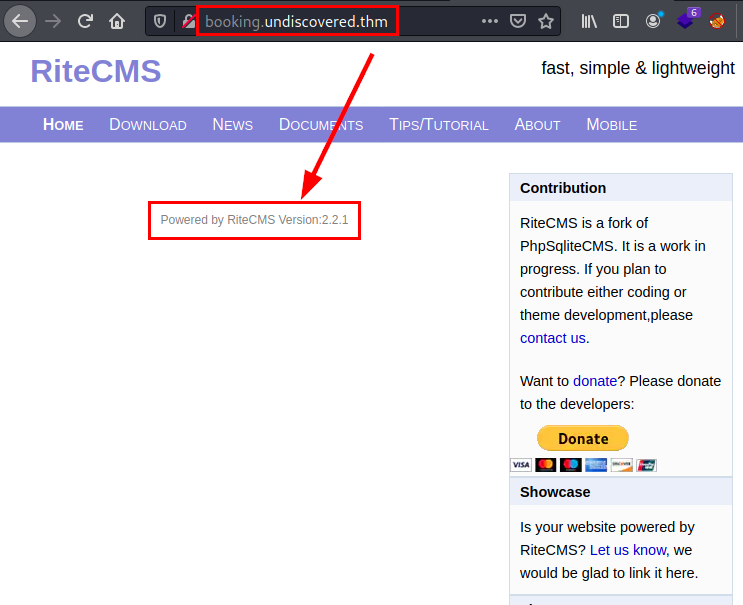 booking.undiscovered.thm
6
RiteCMS
fast, simple & lightweight
HOME DOWNLOAD NEWS DOCUMENTS TIPS/TUTORIAL ABOUT MOBILE
Powered by RiteCMS Version:2.2.1
Contribution
RiteCMS is a fork of
PhpSqliteCMS. It is a work in
progress. If you plan to
contribute either coding or
theme development,please
contact us.
Want to donate? Please donate
to the developers:
Donate
VISA DISCOVER
Showcase
Is your website powered by
RiteCMS? Let us know, we
would be glad to link it here.